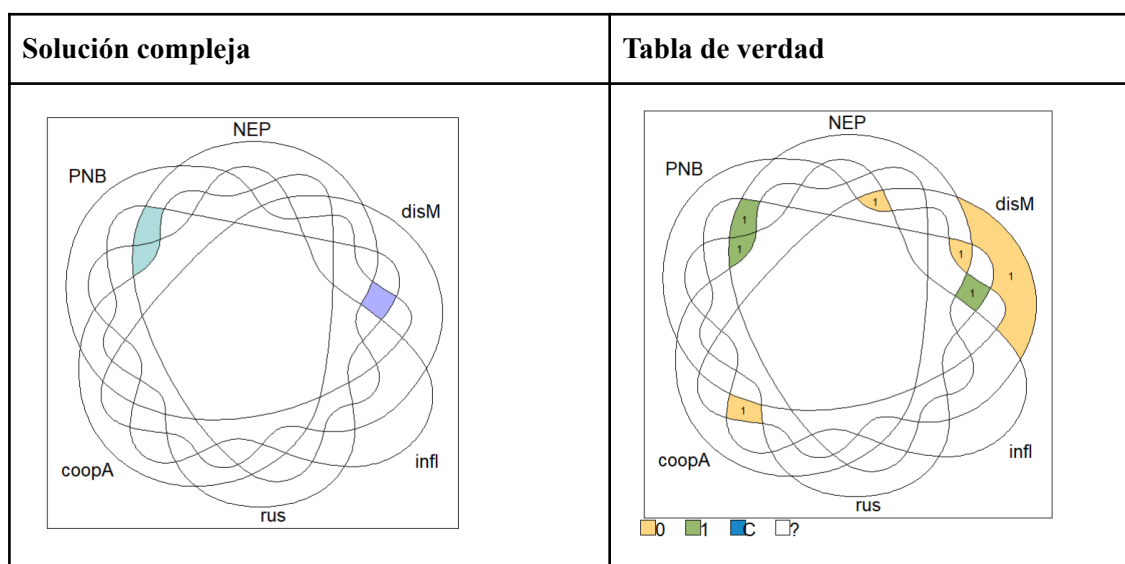 Solución compleja
Tabla de verdad
NEP
PNB
disM
coopA
infl
rus
NEP
PNB
disM
1
1
1
1
1
1
1
coopA
infl
rus
0 1 C ?